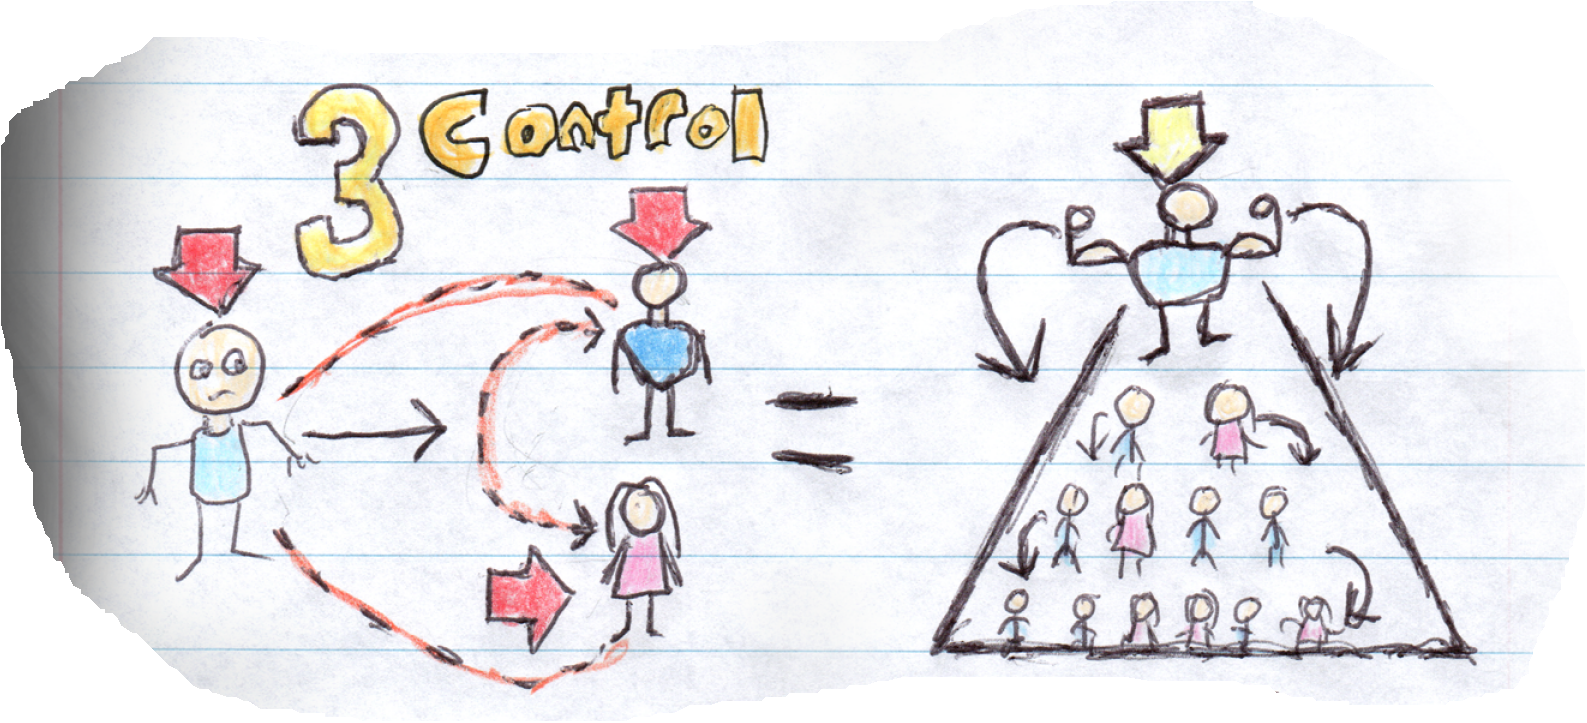 3 Control
=